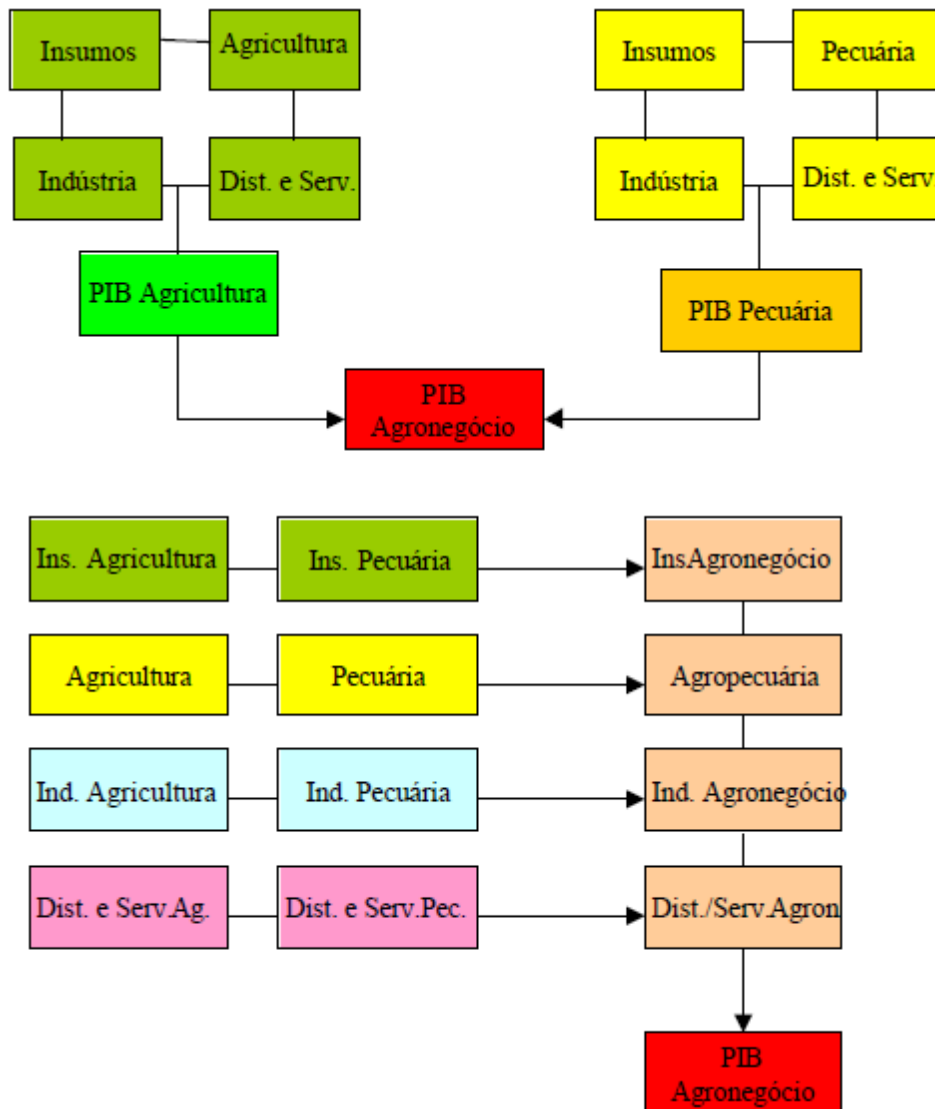 Insumos
Agricultura
Insumos
Pecuária
Indústria
Dist. e Serv.
Indústria
Dist. e Serv.
PIB Agricultura
PIB Pecuária
PIB
Agronegócio
Ins. Agricultura
Ins. Pecuária
InsAgronegócio
Agricultura
Pecuária
Agropecuária
Ind. Agricultura
Ind. Pecuária
Ind. Agronegócio
Dist. e Serv.Ag.
Dist. e Serv.Pec.
Dist./Serv.Agron
PIB
Agronegócio